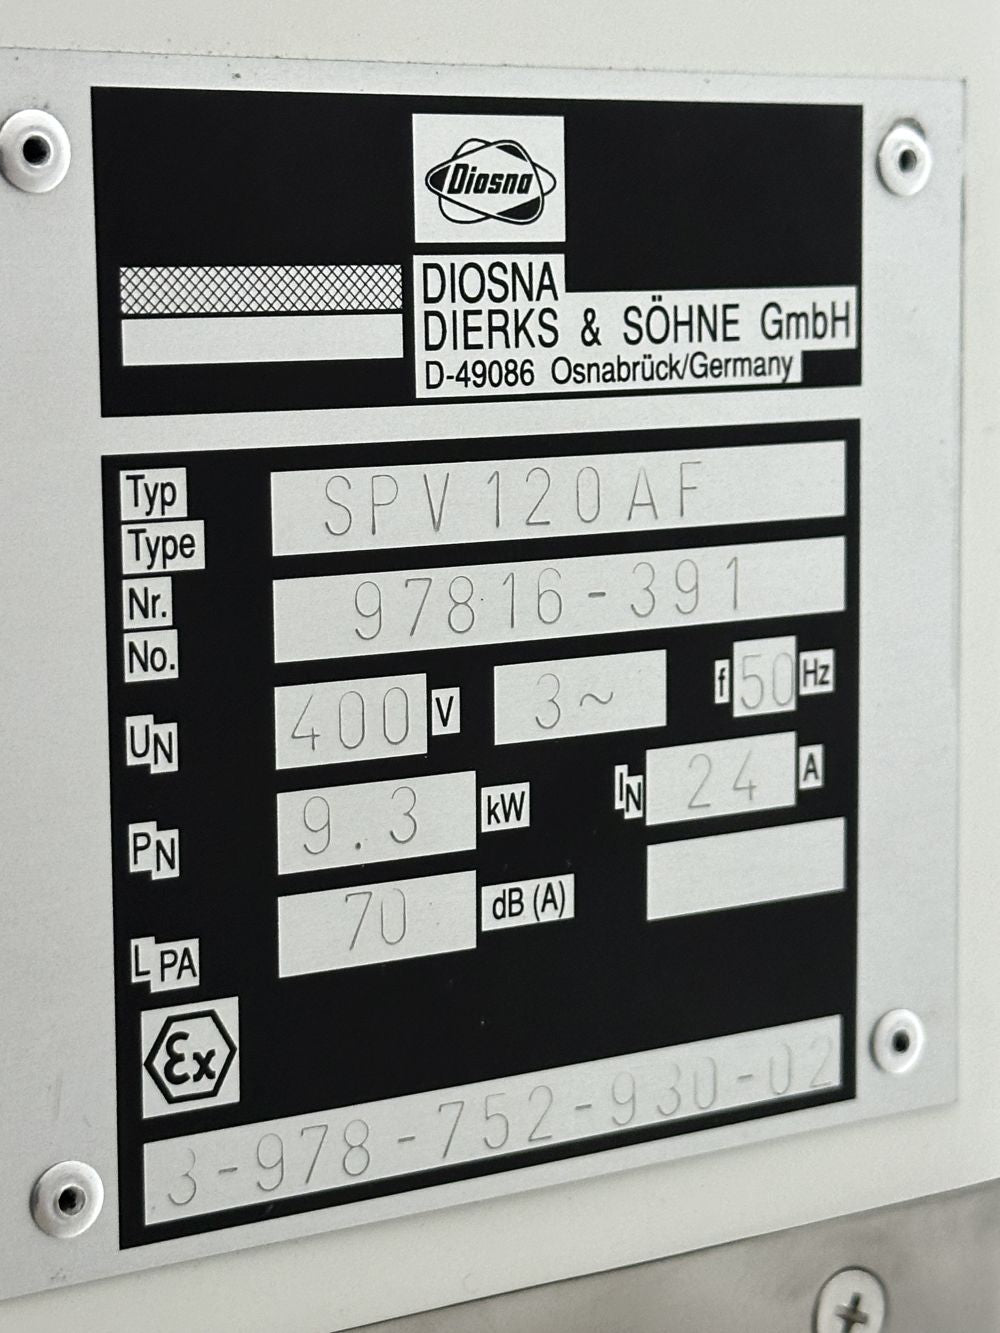 Diosna
DIOSNA
DIERKS & SÖHNE GmbH
D-49086 Osnabrück/Germany
Typ SPV 120 AF
Type
Nr. 97816-391
No.
UN 400 V 3~ f 50 Hz
PN 9.3 kW IN 24 A
LPA 70 dB (A)
Ex
3-978-752-930-02